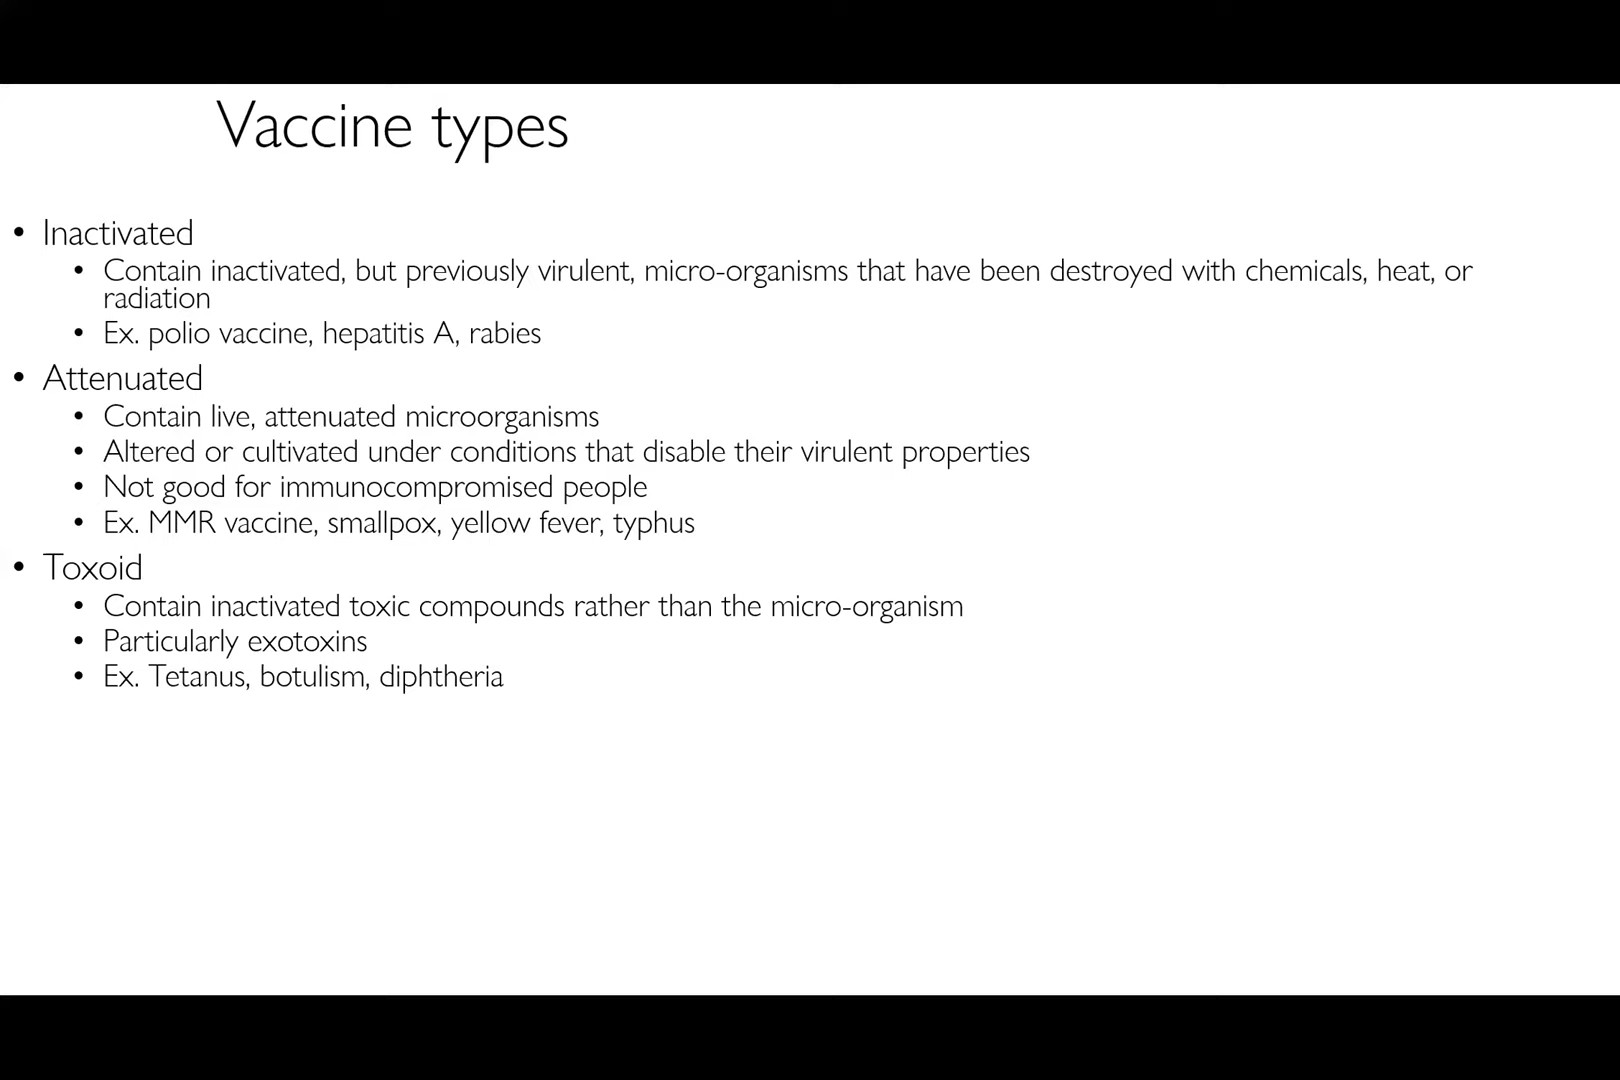 Vaccine types
• Inactivated
• Contain inactivated, but previously virulent, micro-organisms that have been destroyed with chemicals, heat, or
radiation
• Ex. polio vaccine, hepatitis A, rabies
• Attenuated
• Contain live, attenuated microorganisms
• Altered or cultivated under conditions that disable their virulent properties
• Not good for immunocompromised people
• Ex. MMR vaccine, smallpox, yellow fever, typhus
• Toxoid
• Contain inactivated toxic compounds rather than the micro-organism
• Particularly exotoxins
• Ex. Tetanus, botulism, diphtheria